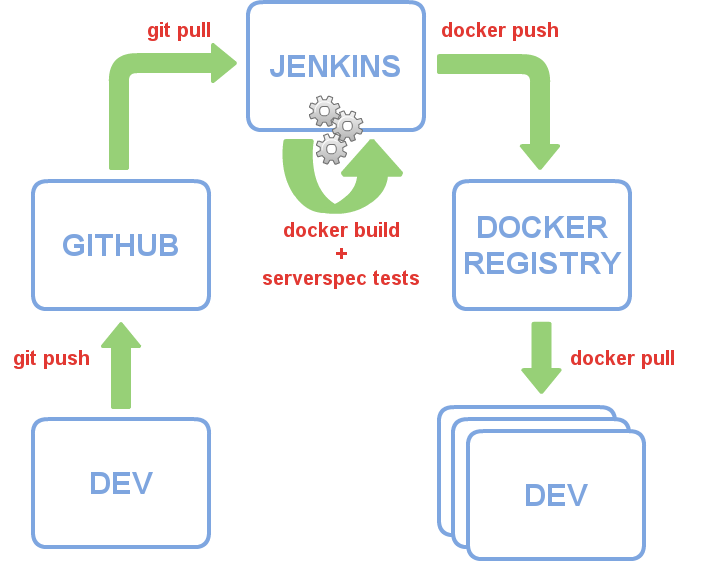 git pull
JENKINS
docker push
docker build
+
serverspec tests
GITHUB
DOCKER
REGISTRY
git push
docker pull
DEV
DEV